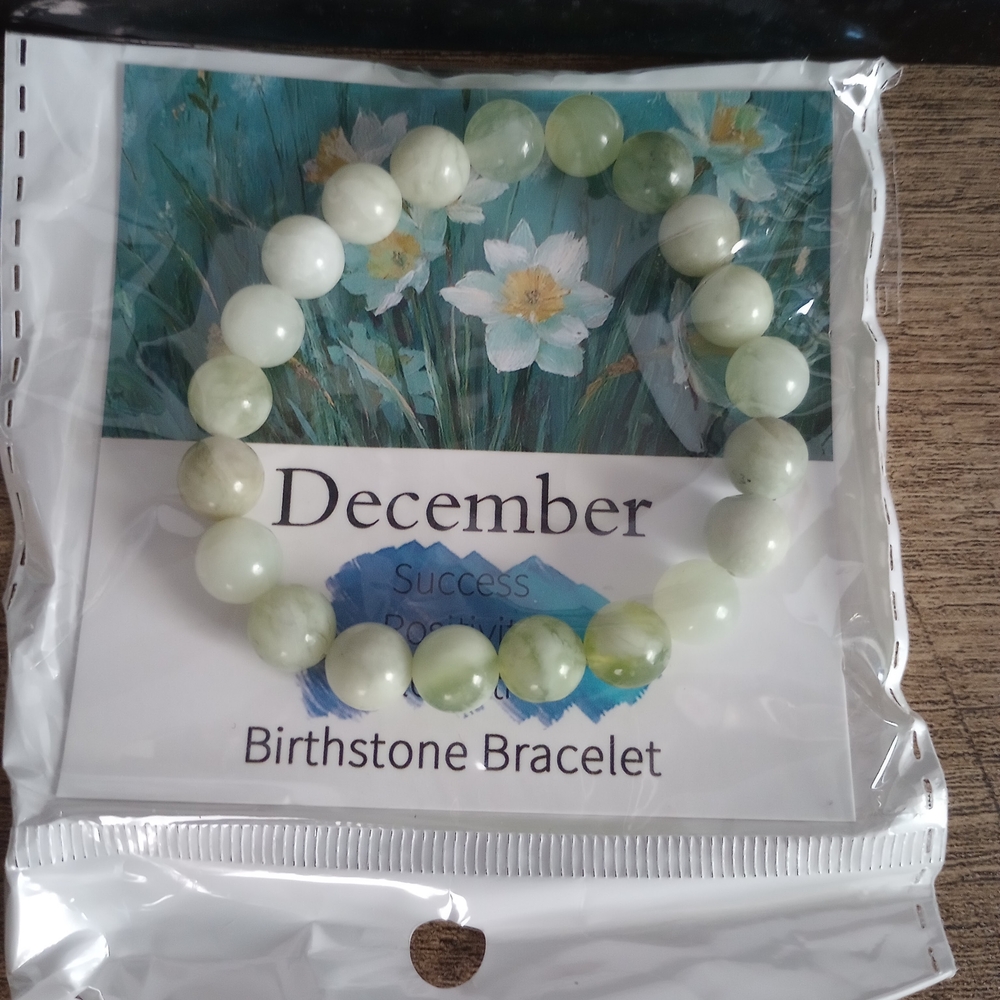 December
Success
Birthstone Bracelet